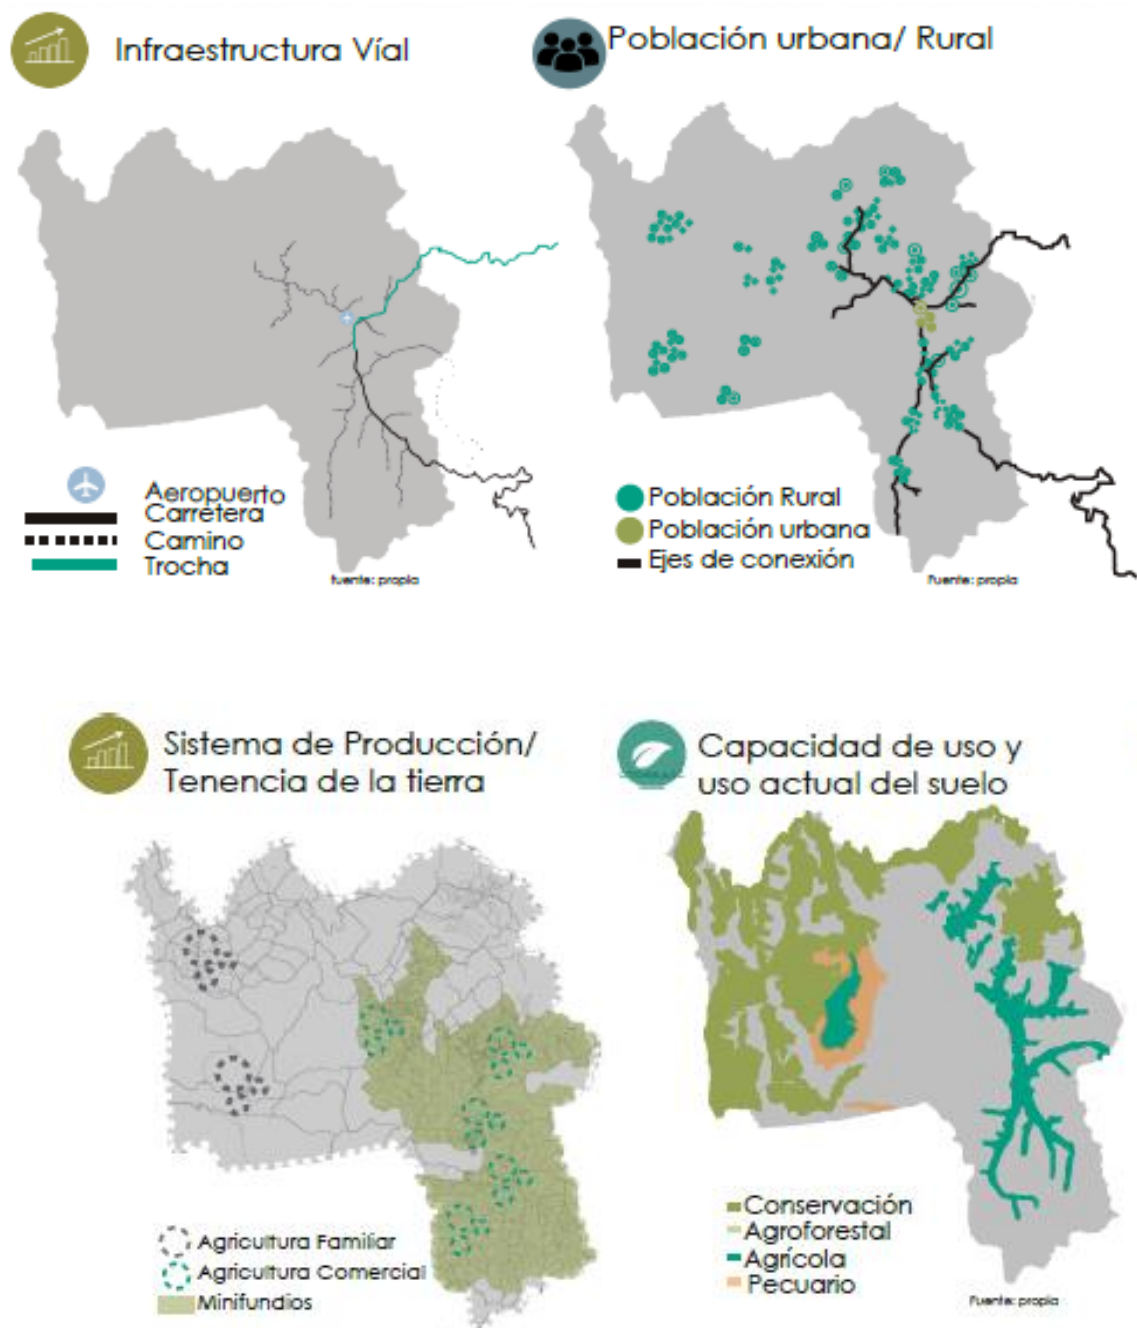 Infraestructura Víal
Población urbana/ Rural
Aeropuerto
Carretera
Camino
Trocha
fuente: propia
Población Rural
Población urbana
Ejes de conexión
Fuente: propia
Sistema de Producción/
Tenencia de la tierra
Capacidad de uso y
uso actual del suelo
Agricultura Familiar
Agricultura Comercial
Minifundios
Conservación
Agroforestal
Agrícola
Pecuario
Fuente: propia